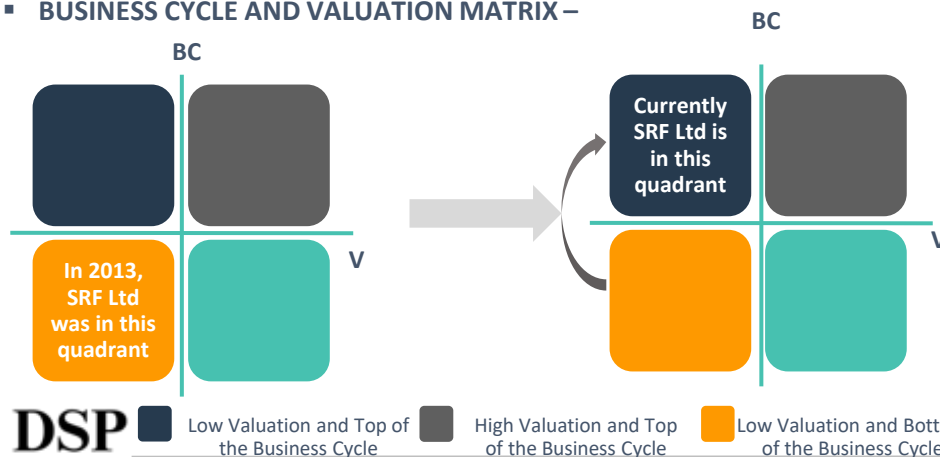 ▪ BUSINESS CYCLE AND VALUATION MATRIX –
BC
V
In 2013,
SRF Ltd
was in this
quadrant
BC
V
Currently
SRF Ltd is
in this
quadrant
DSP
Low Valuation and Top of
the Business Cycle
High Valuation and Top
of the Business Cycle
Low Valuation and Bott
of the Business Cycle